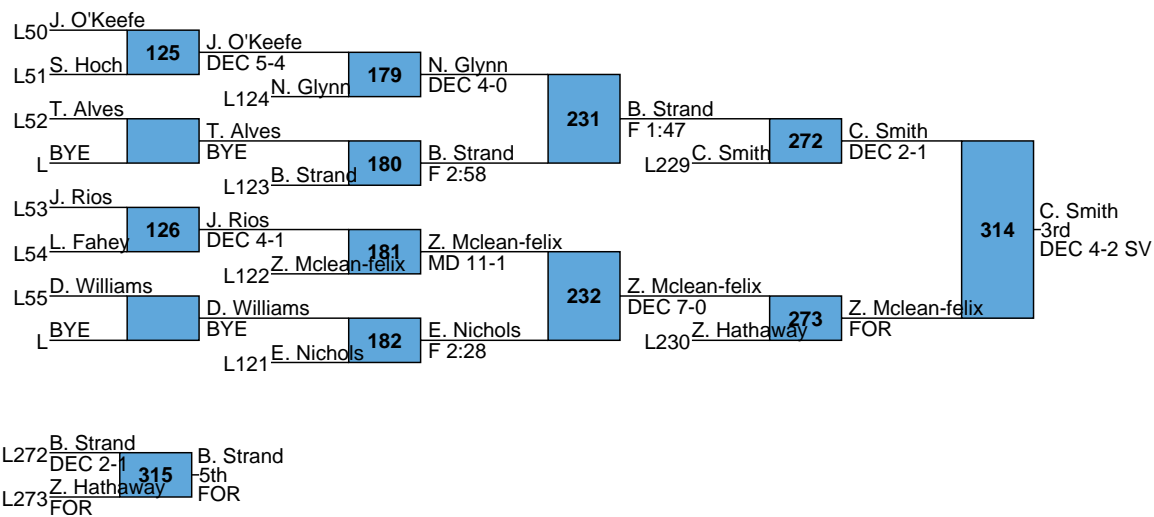 L50 J. O'Keefe
125
L51 S. Hoch
J. O'Keefe
DEC 5-4
L124 N. Glynn
179
N. Glynn
DEC 4-0
L52 T. Alves
L BYE
T. Alves
BYE
L123 B. Strand
180
B. Strand
F 2:58
231
B. Strand
F 1:47
L229 C. Smith
272
C. Smith
DEC 2-1
L53 J. Rios
126
L54 L. Fahey
J. Rios
DEC 4-1
L122 Z. Mclean-felix
181
Z. Mclean-felix
MD 11-1
L55 D. Williams
L BYE
D. Williams
BYE
L121 E. Nichols
182
E. Nichols
F 2:28
232
Z. Mclean-felix
DEC 7-0
L230 Z. Hathaway
273
Z. Mclean-felix
FOR
314
C. Smith
3rd
DEC 4-2 SV
L272 B. Strand
DEC 2-1
315
L273 Z. Hathaway
FOR
B. Strand
5th
FOR